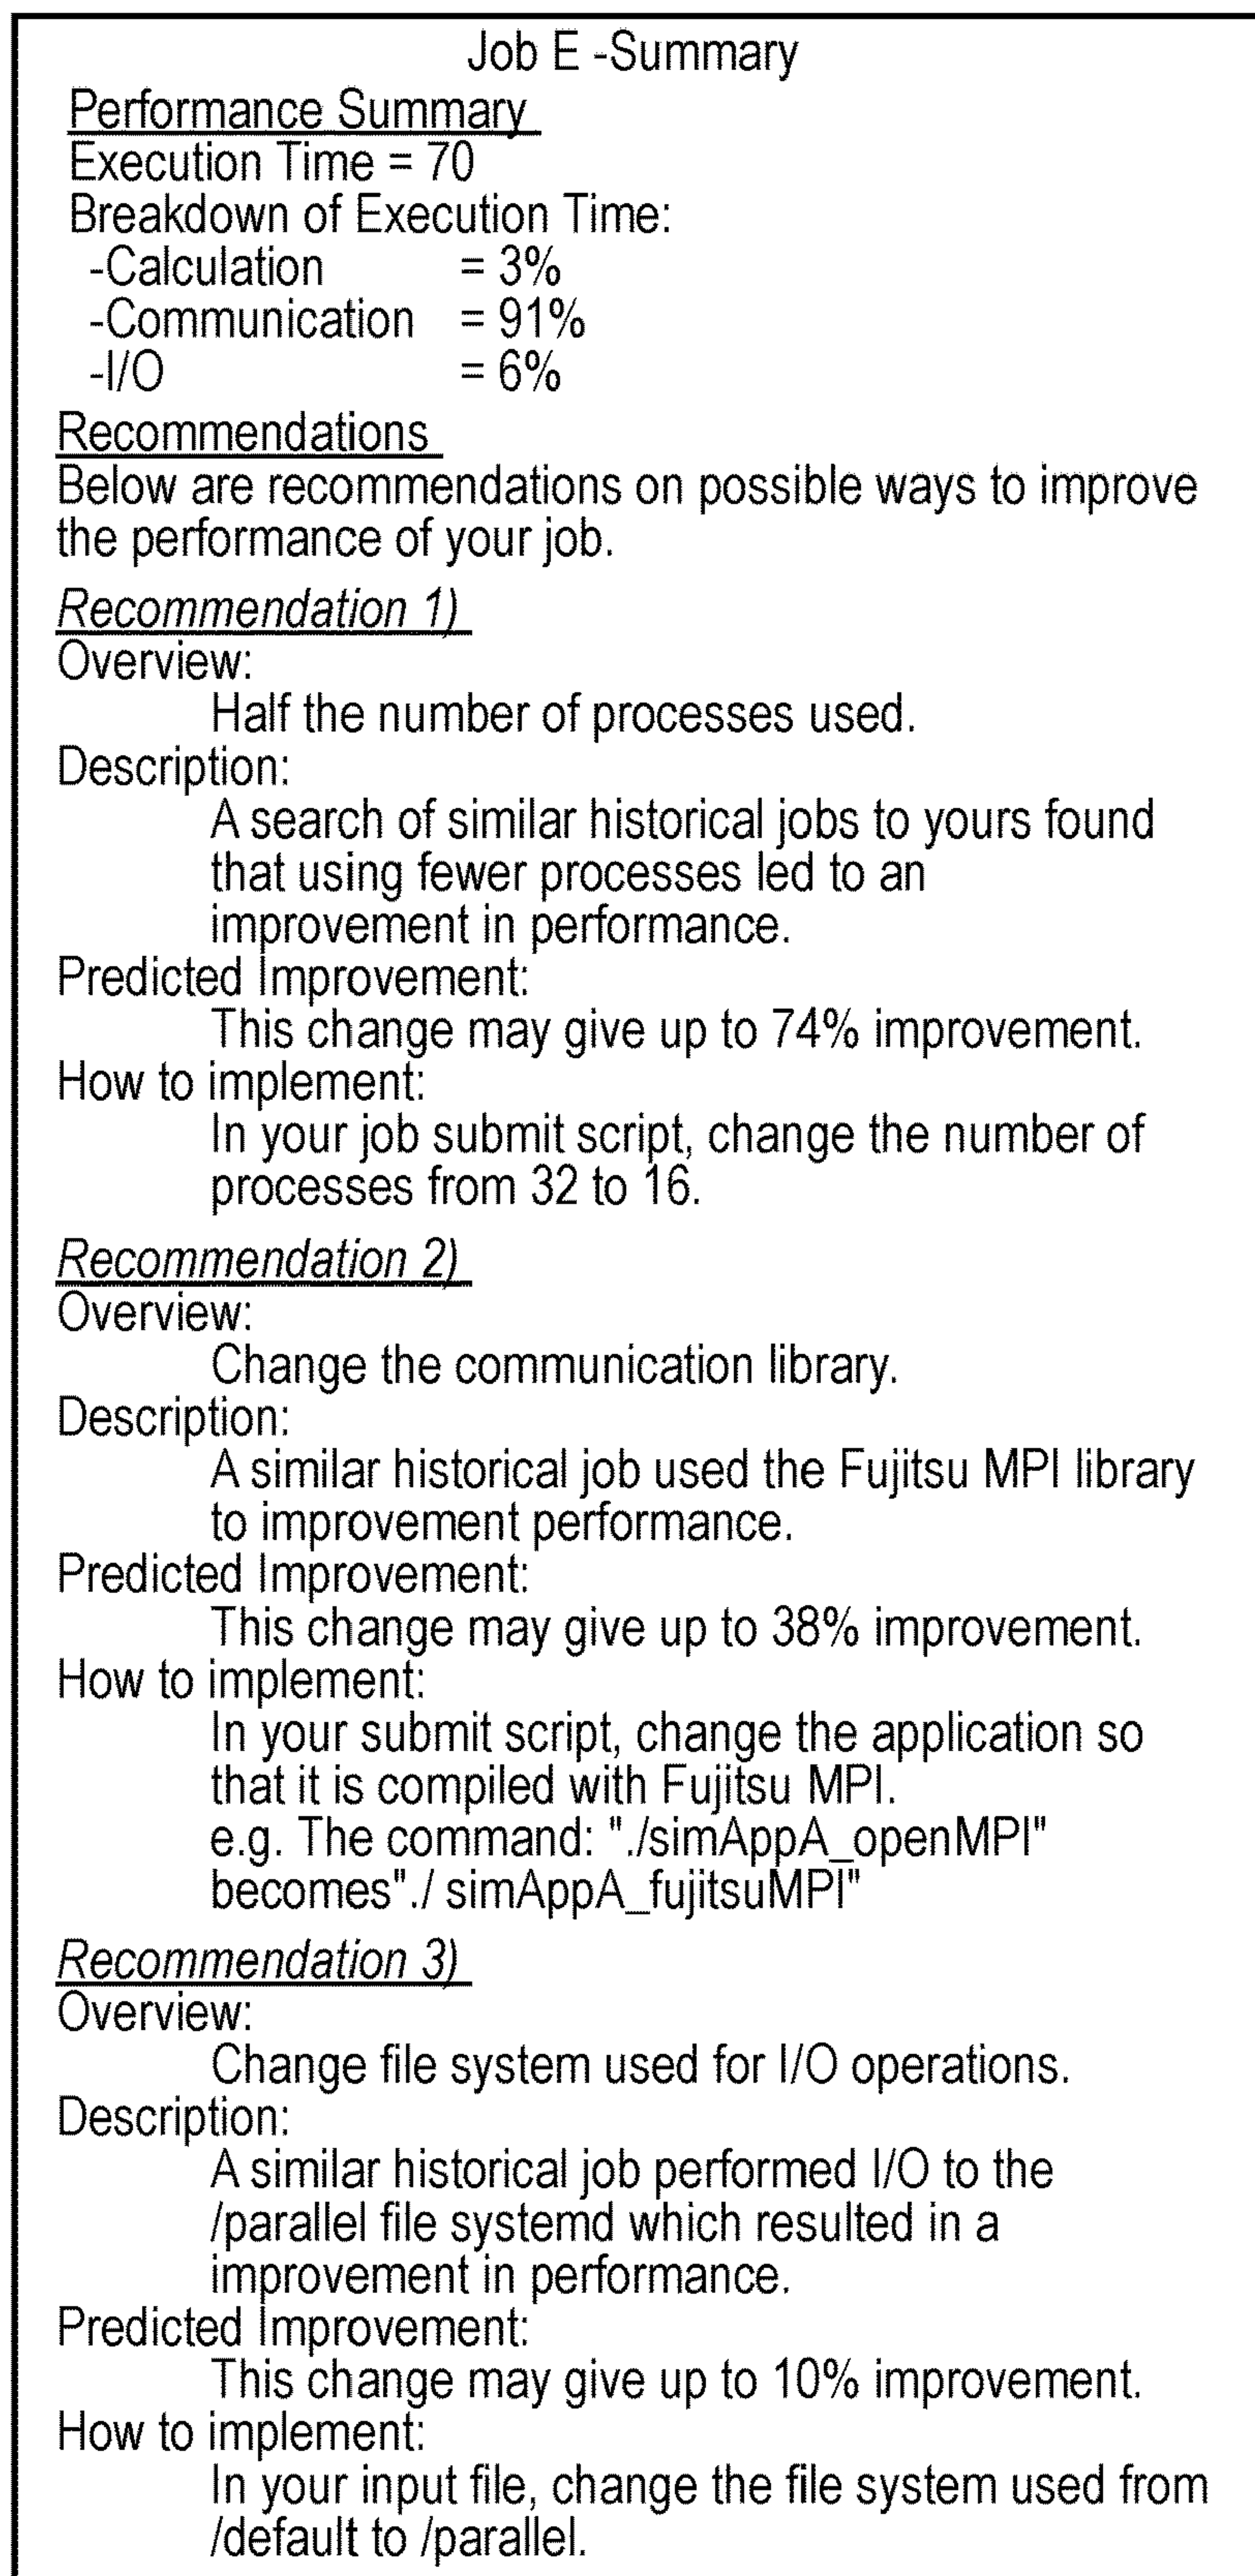 Job E -Summary
Performance Summary
Execution Time = 70
Breakdown of Execution Time:
-Calculation = 3%
-Communication = 91%
-I/O = 6%
Recommendations
Below are recommendations on possible ways to improve
the performance of your job.
Recommendation 1)
Overview:
Half the number of processes used.
Description:
A search of similar historical jobs to yours found
that using fewer processes led to an
improvement in performance.
Predicted Improvement:
This change may give up to 74% improvement.
How to implement:
In your job submit script, change the number of
processes from 32 to 16.
Recommendation 2)
Overview:
Change the communication library.
Description:
A similar historical job used the Fujitsu MPI library
to improvement performance.
Predicted Improvement:
This change may give up to 38% improvement.
How to implement:
In your submit script, change the application so
that it is compiled with Fujitsu MPI.
e.g. The command: "./simAppA_openMPI"
becomes"./ simAppA_fujitsuMPI"
Recommendation 3)
Overview:
Change file system used for I/O operations.
Description:
A similar historical job performed I/O to the
/parallel file systemd which resulted in a
improvement in performance.
Predicted Improvement:
This change may give up to 10% improvement.
How to implement:
In your input file, change the file system used from
/default to /parallel.